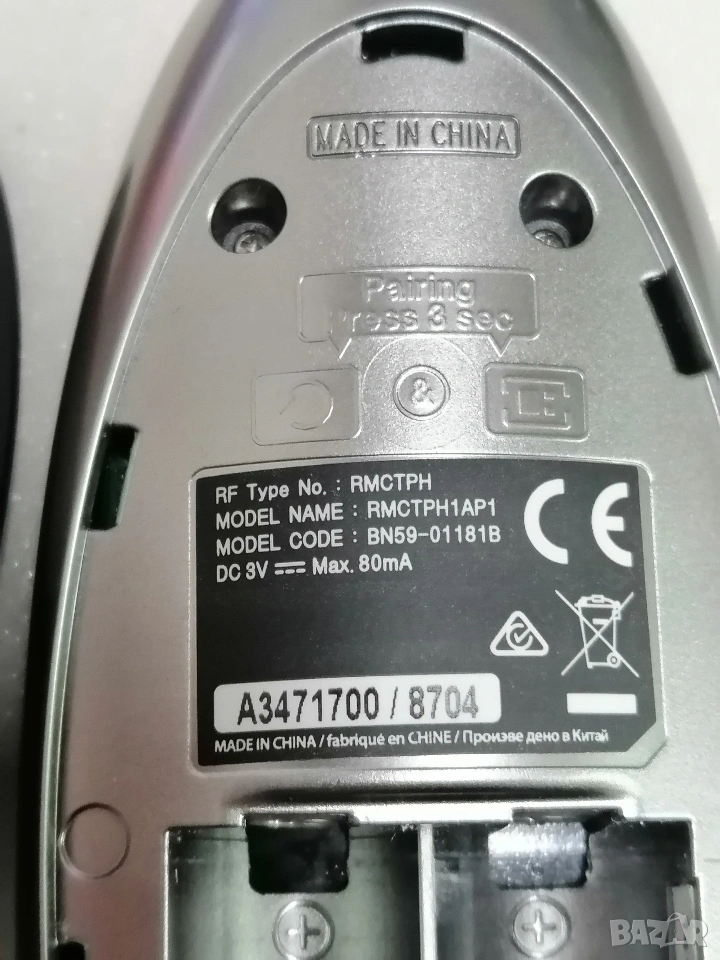 MADE IN CHINA
Pairing
Press 3 sec
&
RF Type No. : RMCTPH
MODEL NAME : RMCTPH1AP1
MODEL CODE : BN59-01181B
DC 3V ⎓ Max. 80mA
CE
A3471700 / 8704
MADE IN CHINA / fabriqué en CHINE / Произве дено в Китай
BAZAR